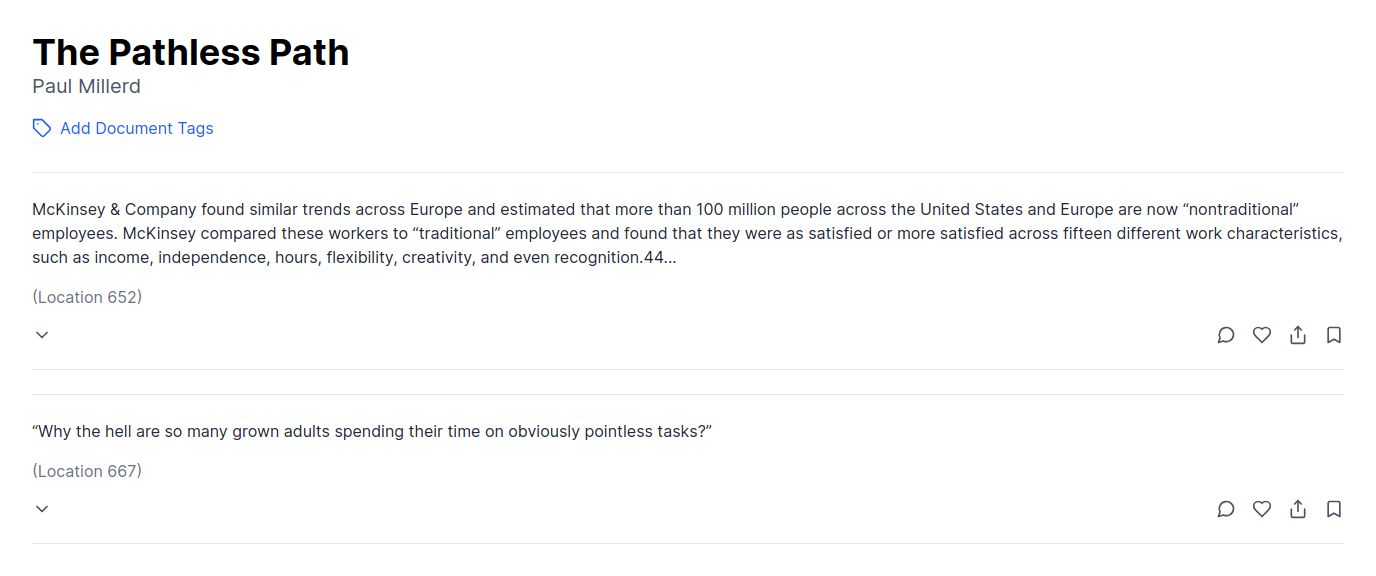 The Pathless Path
Paul Millerd
Add Document Tags
McKinsey & Company found similar trends across Europe and estimated that more than 100 million people across the United States and Europe are now “nontraditional”
employees. McKinsey compared these workers to “traditional” employees and found that they were as satisfied or more satisfied across fifteen different work characteristics,
such as income, independence, hours, flexibility, creativity, and even recognition.44…
(Location 652)
“Why the hell are so many grown adults spending their time on obviously pointless tasks?”
(Location 667)